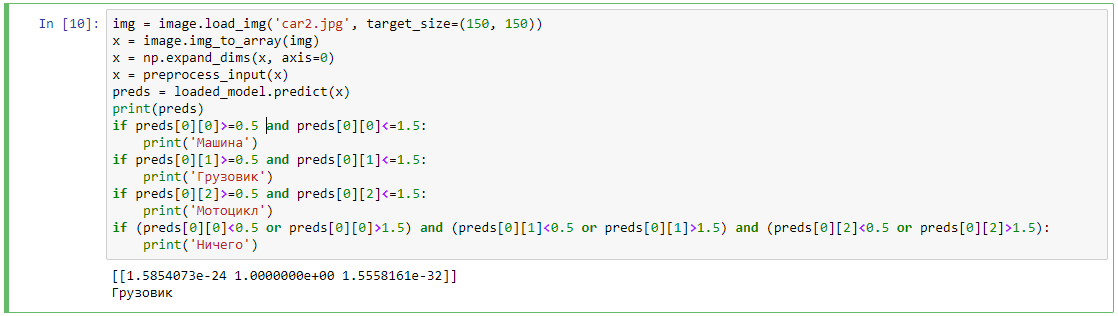 In [10]:
img = image.load_img('car2.jpg', target_size=(150, 150))
x = image.img_to_array(img)
x = np.expand_dims(x, axis=0)
x = preprocess_input(x)
preds = loaded_model.predict(x)
print(preds)
if preds[0][0]>=0.5 and preds[0][0]<=1.5:
    print('Машина')
if preds[0][1]>=0.5 and preds[0][1]<=1.5:
    print('Грузовик')
if preds[0][2]>=0.5 and preds[0][2]<=1.5:
    print('Мотоцикл')
if (preds[0][0]<0.5 or preds[0][0]>1.5) and (preds[0][1]<0.5 or preds[0][1]>1.5) and (preds[0][2]<0.5 or preds[0][2]>1.5):
    print('Ничего')
[[1.5854073e-24 1.0000000e+00 1.5558161e-32]]
Грузовик